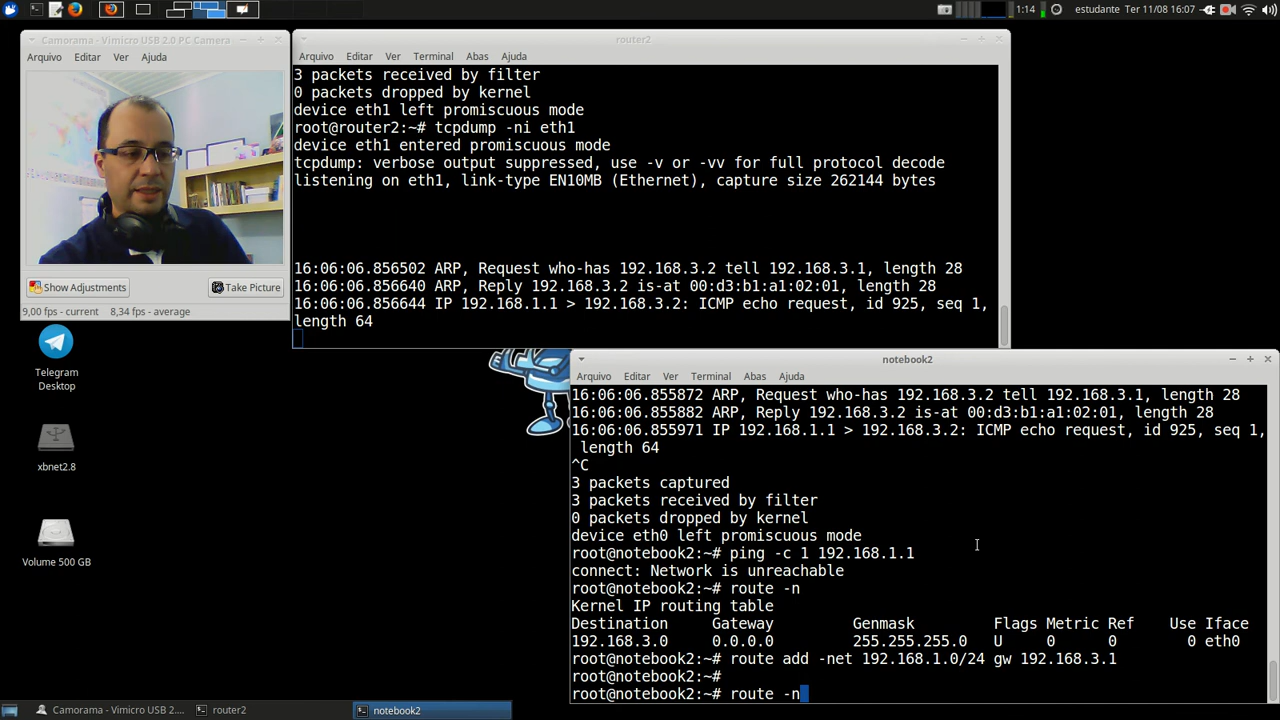 1:14
estudante
Ter 11/08 16:07
Camorama - Vimicro USB 2.0 PC Camera
Arquivo Editar Ver Ajuda
Show Adjustments
Take Picture
9,00 fps - current 8,34 fps - average
router2
Arquivo Editar Ver Terminal Abas Ajuda
3 packets received by filter
0 packets dropped by kernel
device eth1 left promiscuous mode
root@router2:~# tcpdump -ni eth1
device eth1 entered promiscuous mode
tcpdump: verbose output suppressed, use -v or -vv for full protocol decode
listening on eth1, link-type EN10MB (Ethernet), capture size 262144 bytes
16:06:06.856502 ARP, Request who-has 192.168.3.2 tell 192.168.3.1, length 28
16:06:06.856640 ARP, Reply 192.168.3.2 is-at 00:d3:b1:a1:02:01, length 28
16:06:06.856644 IP 192.168.1.1 > 192.168.3.2: ICMP echo request, id 925, seq 1,
length 64
Telegram
Desktop
xbnet2.8
Volume 500 GB
notebook2
Arquivo Editar Ver Terminal Abas Ajuda
16:06:06.855872 ARP, Request who-has 192.168.3.2 tell 192.168.3.1, length 28
16:06:06.855882 ARP, Reply 192.168.3.2 is-at 00:d3:b1:a1:02:01, length 28
16:06:06.855971 IP 192.168.1.1 > 192.168.3.2: ICMP echo request, id 925, seq 1,
length 64
^C
3 packets captured
3 packets received by filter
0 packets dropped by kernel
device eth0 left promiscuous mode
root@notebook2:~# ping -c 1 192.168.1.1
connect: Network is unreachable
root@notebook2:~# route -n
Kernel IP routing table
Destination Gateway Genmask Flags Metric Ref Use Iface
192.168.3.0 0.0.0.0 255.255.255.0 U 0 0 0 eth0
root@notebook2:~# route add -net 192.168.1.0/24 gw 192.168.3.1
root@notebook2:~#
root@notebook2:~# route -n
Camorama - Vimicro USB 2....
router2
notebook2